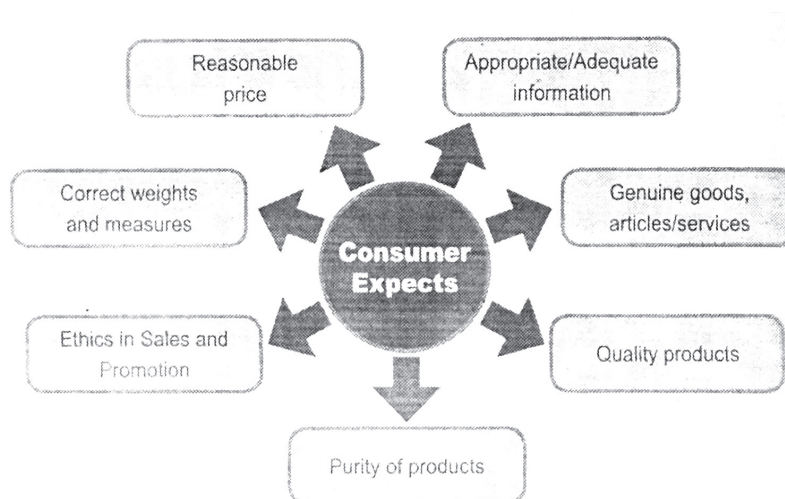 Reasonable
price
Appropriate/Adequate
information
Correct weights
and measures
Genuine goods,
articles/services
Consumer
Expects
Ethics in Sales and
Promotion
Quality products
Purity of products